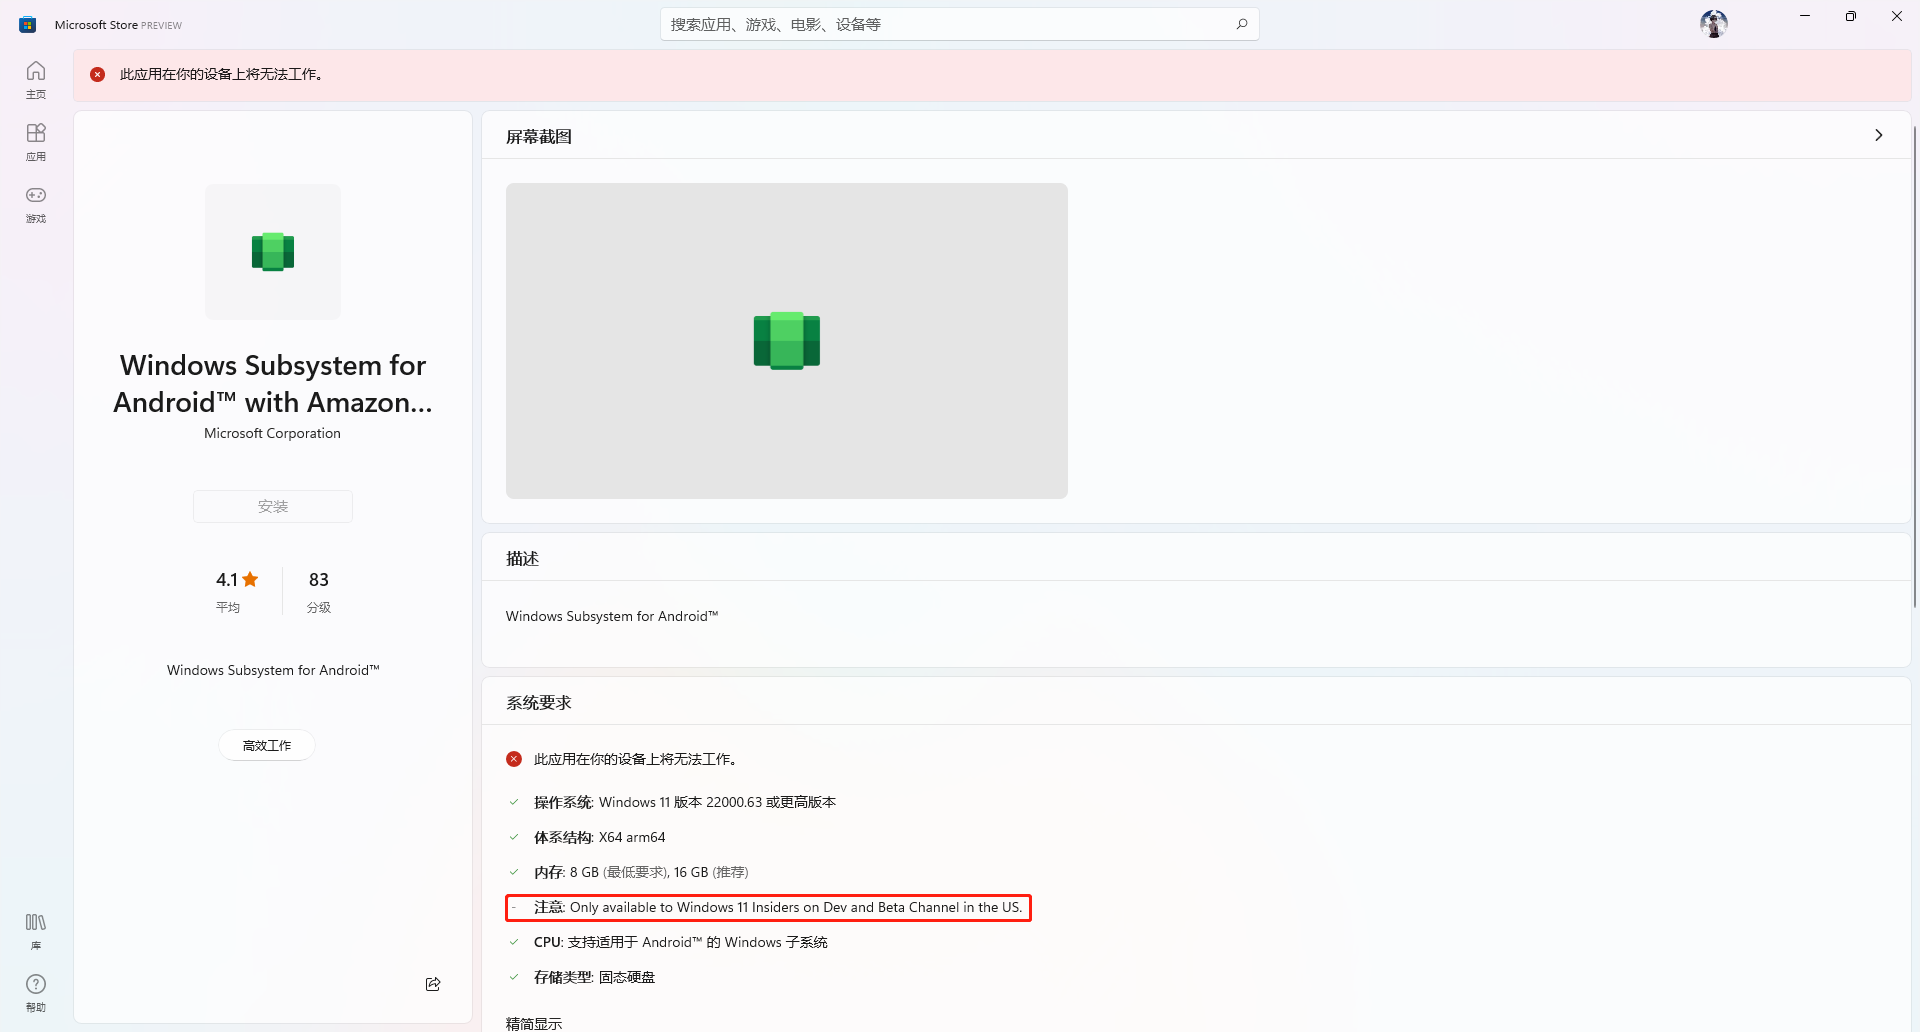 Microsoft Store PREVIEW
搜索应用、游戏、电影、设备等
主页
应用
游戏
库
帮助
此应用在你的设备上将无法工作。
Windows Subsystem for
Android™ with Amazon...
Microsoft Corporation
安装
4.1
平均
83
分级
Windows Subsystem for Android™
高效工作
屏幕截图
描述
Windows Subsystem for Android™
系统要求
此应用在你的设备上将无法工作。
操作系统: Windows 11 版本 22000.63 或更高版本
体系结构: X64 arm64
内存: 8 GB (最低要求), 16 GB (推荐)
- 注意: Only available to Windows 11 Insiders on Dev and Beta Channel in the US.
CPU: 支持适用于 Android™ 的 Windows 子系统
存储类型: 固态硬盘
精简显示